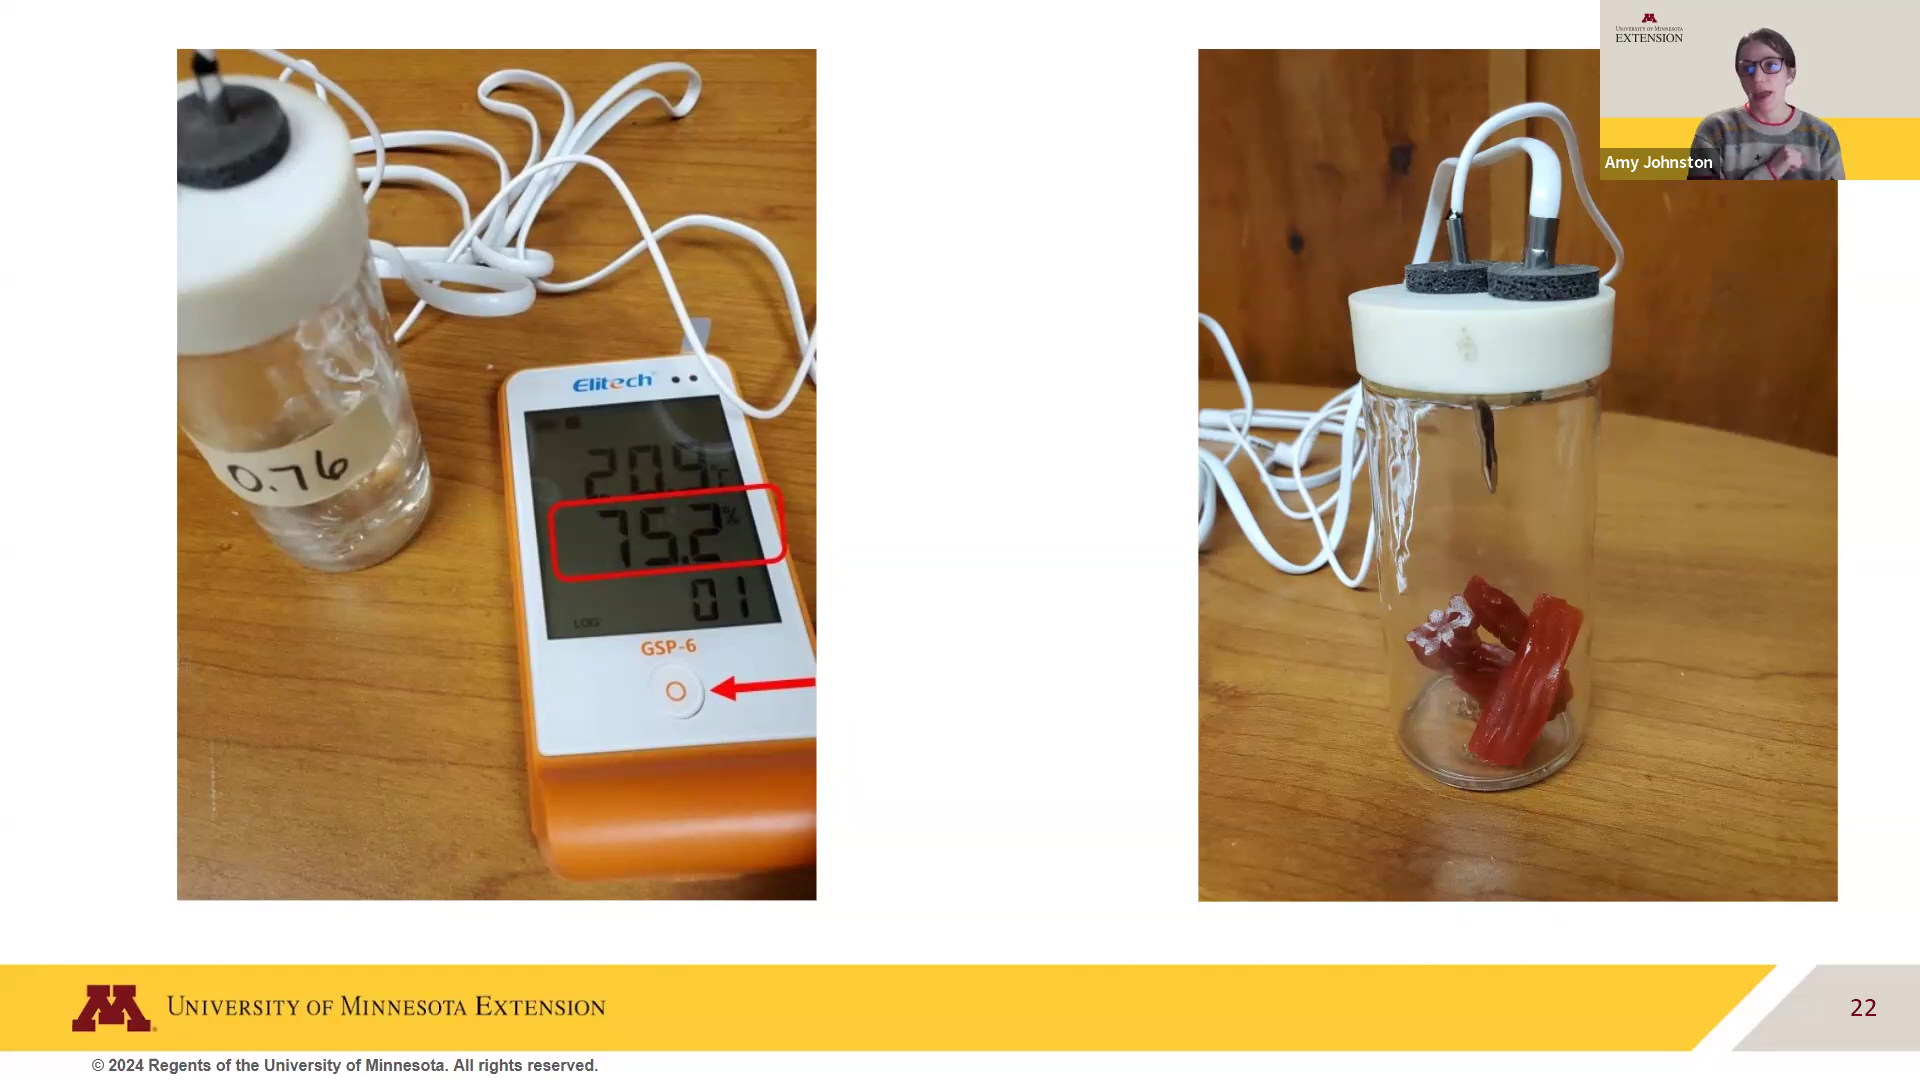 UNIVERSITY OF MINNESOTA
EXTENSION
Amy Johnston
0.76
Elitech
20.9°C
75.2%
01
LOG
GSP-6
UNIVERSITY OF MINNESOTA EXTENSION
22
© 2024 Regents of the University of Minnesota. All rights reserved.